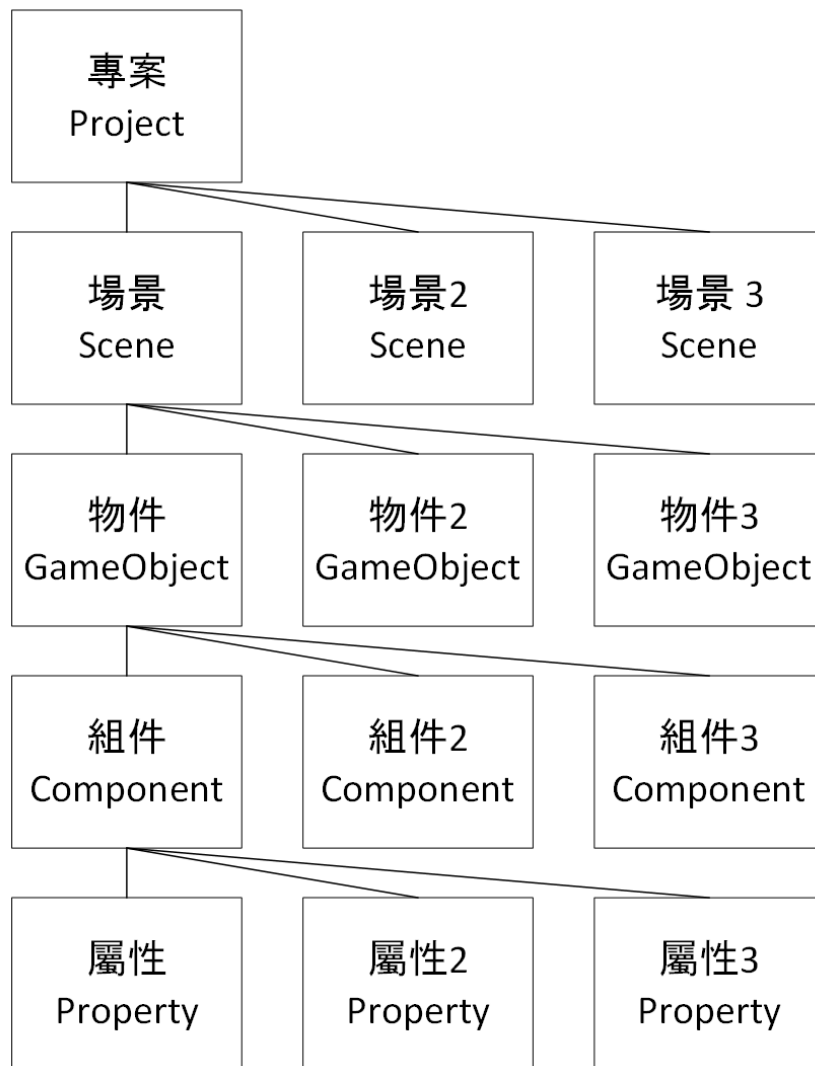 專案
Project
場景
Scene
場景2
Scene
場景 3
Scene
物件
GameObject
物件2
GameObject
物件3
GameObject
組件
Component
組件2
Component
組件3
Component
屬性
Property
屬性2
Property
屬性3
Property